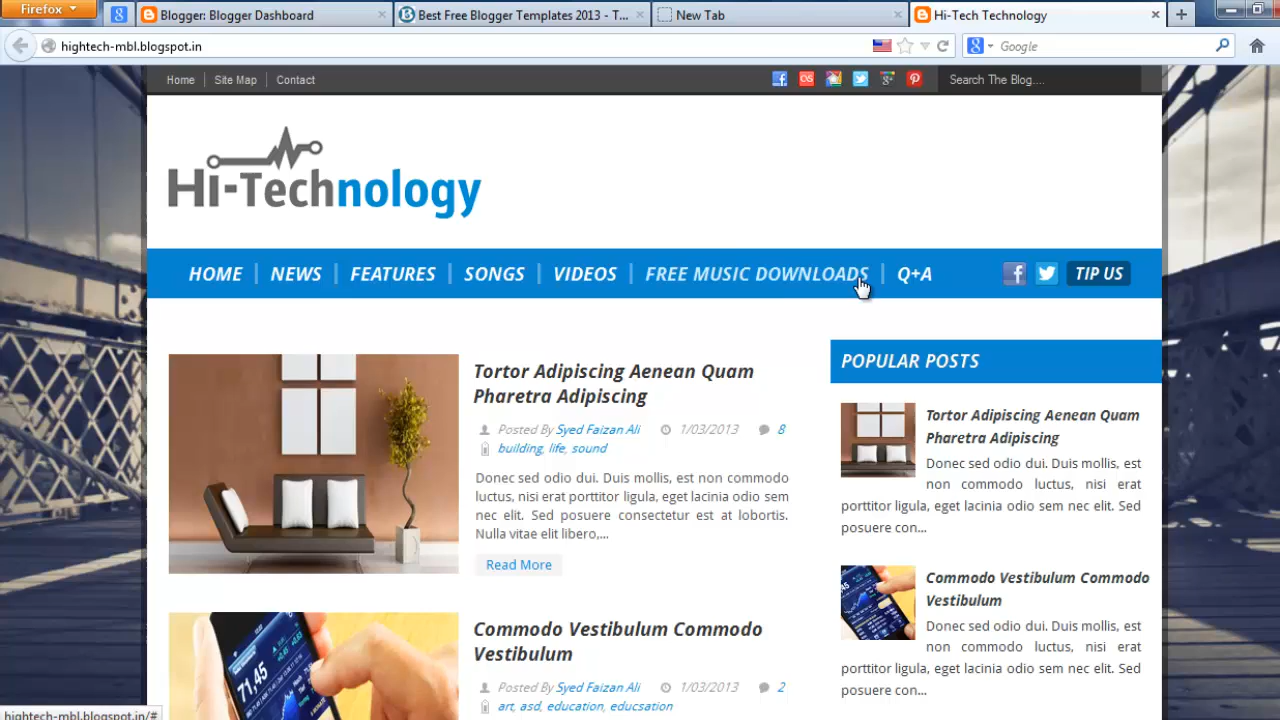 Firefox
Blogger: Blogger Dashboard
Best Free Blogger Templates 2013 - T...
New Tab
Hi-Tech Technology
hightech-mbl.blogspot.in
Google
Home
Site Map
Contact
Search The Blog....
Hi-Technology
HOME
NEWS
FEATURES
SONGS
VIDEOS
FREE MUSIC DOWNLOADS
Q+A
TIP US
Tortor Adipiscing Aenean Quam
Pharetra Adipiscing
Posted By Syed Faizan Ali 1/03/2013 8
building, life, sound
Donec sed odio dui. Duis mollis, est non commodo
luctus, nisi erat porttitor ligula, eget lacinia odio sem
nec elit. Sed posuere consectetur est at lobortis.
Nulla vitae elit libero,...
Read More
71,45
Commodo Vestibulum Commodo
Vestibulum
Posted By Syed Faizan Ali 1/03/2013 2
art, asd, education, educsation
POPULAR POSTS
Tortor Adipiscing Aenean Quam
Pharetra Adipiscing
Donec sed odio dui. Duis mollis,
est non commodo luctus, nisi erat
porttitor ligula, eget lacinia odio sem nec elit. Sed
posuere con...
Commodo Vestibulum Commodo
Vestibulum
Donec sed odio dui. Duis mollis,
est non commodo luctus, nisi erat
porttitor ligula, eget lacinia odio sem nec elit. Sed
posuere con...
hightech-mbl.blogspot.in/#